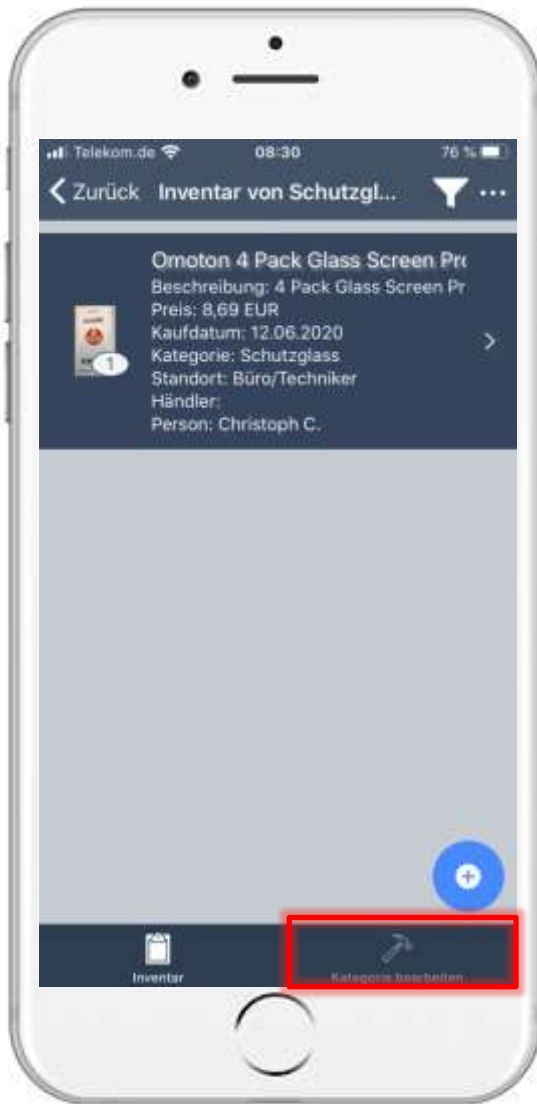 Telekom.de 08:30 76 %
Zurück Inventar von Schutzgl... ...
Omoton 4 Pack Glass Screen Pro
Beschreibung: 4 Pack Glass Screen Pr
Preis: 8,69 EUR
Kaufdatum: 12.06.2020
Kategorie: Schutzglass
1
Standort: Büro/Techniker
Händler:
Person: Christoph C.
Inventar Kategorie bearbeiten